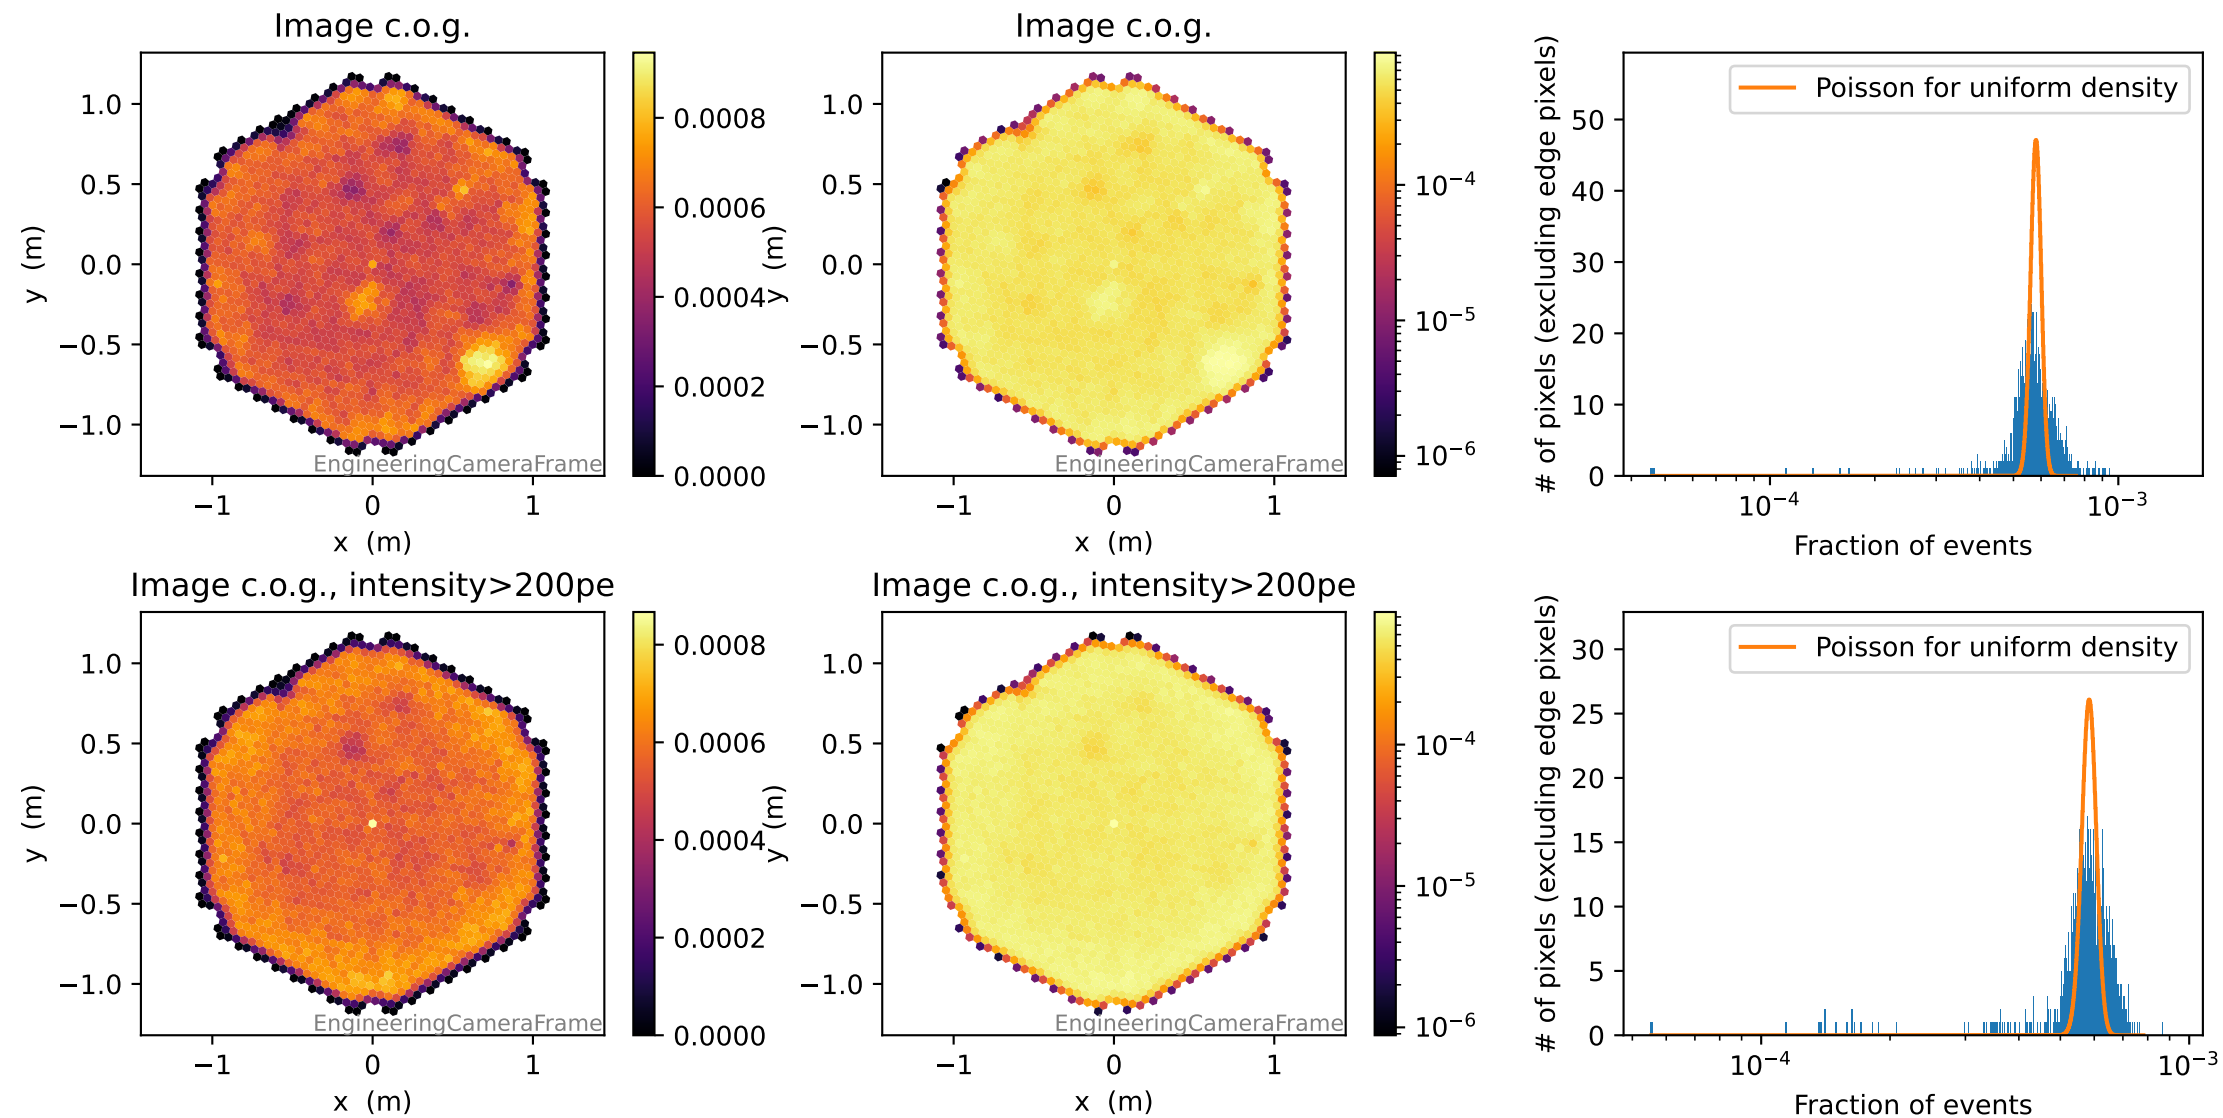 Image c.o.g.
1.0
0.5
0.0
−0.5
−1.0
y (m)
−1
0
1
x (m)
EngineeringCameraFrame
0.0008
0.0006
0.0004
0.0002
0.0000
Image c.o.g.
1.0
0.5
0.0
−0.5
−1.0
y (m)
−1
0
1
x (m)
EngineeringCameraFrame
10⁻⁴
10⁻⁵
10⁻⁶
# of pixels (excluding edge pixels)
50
40
30
20
10
0
Poisson for uniform density
10⁻⁴
10⁻³
Fraction of events
Image c.o.g., intensity>200pe
1.0
0.5
0.0
−0.5
−1.0
y (m)
−1
0
1
x (m)
EngineeringCameraFrame
0.0008
0.0006
0.0004
0.0002
0.0000
Image c.o.g., intensity>200pe
1.0
0.5
0.0
−0.5
−1.0
y (m)
−1
0
1
x (m)
EngineeringCameraFrame
10⁻⁴
10⁻⁵
10⁻⁶
# of pixels (excluding edge pixels)
30
25
20
15
10
5
0
Poisson for uniform density
10⁻⁴
10⁻³
Fraction of events